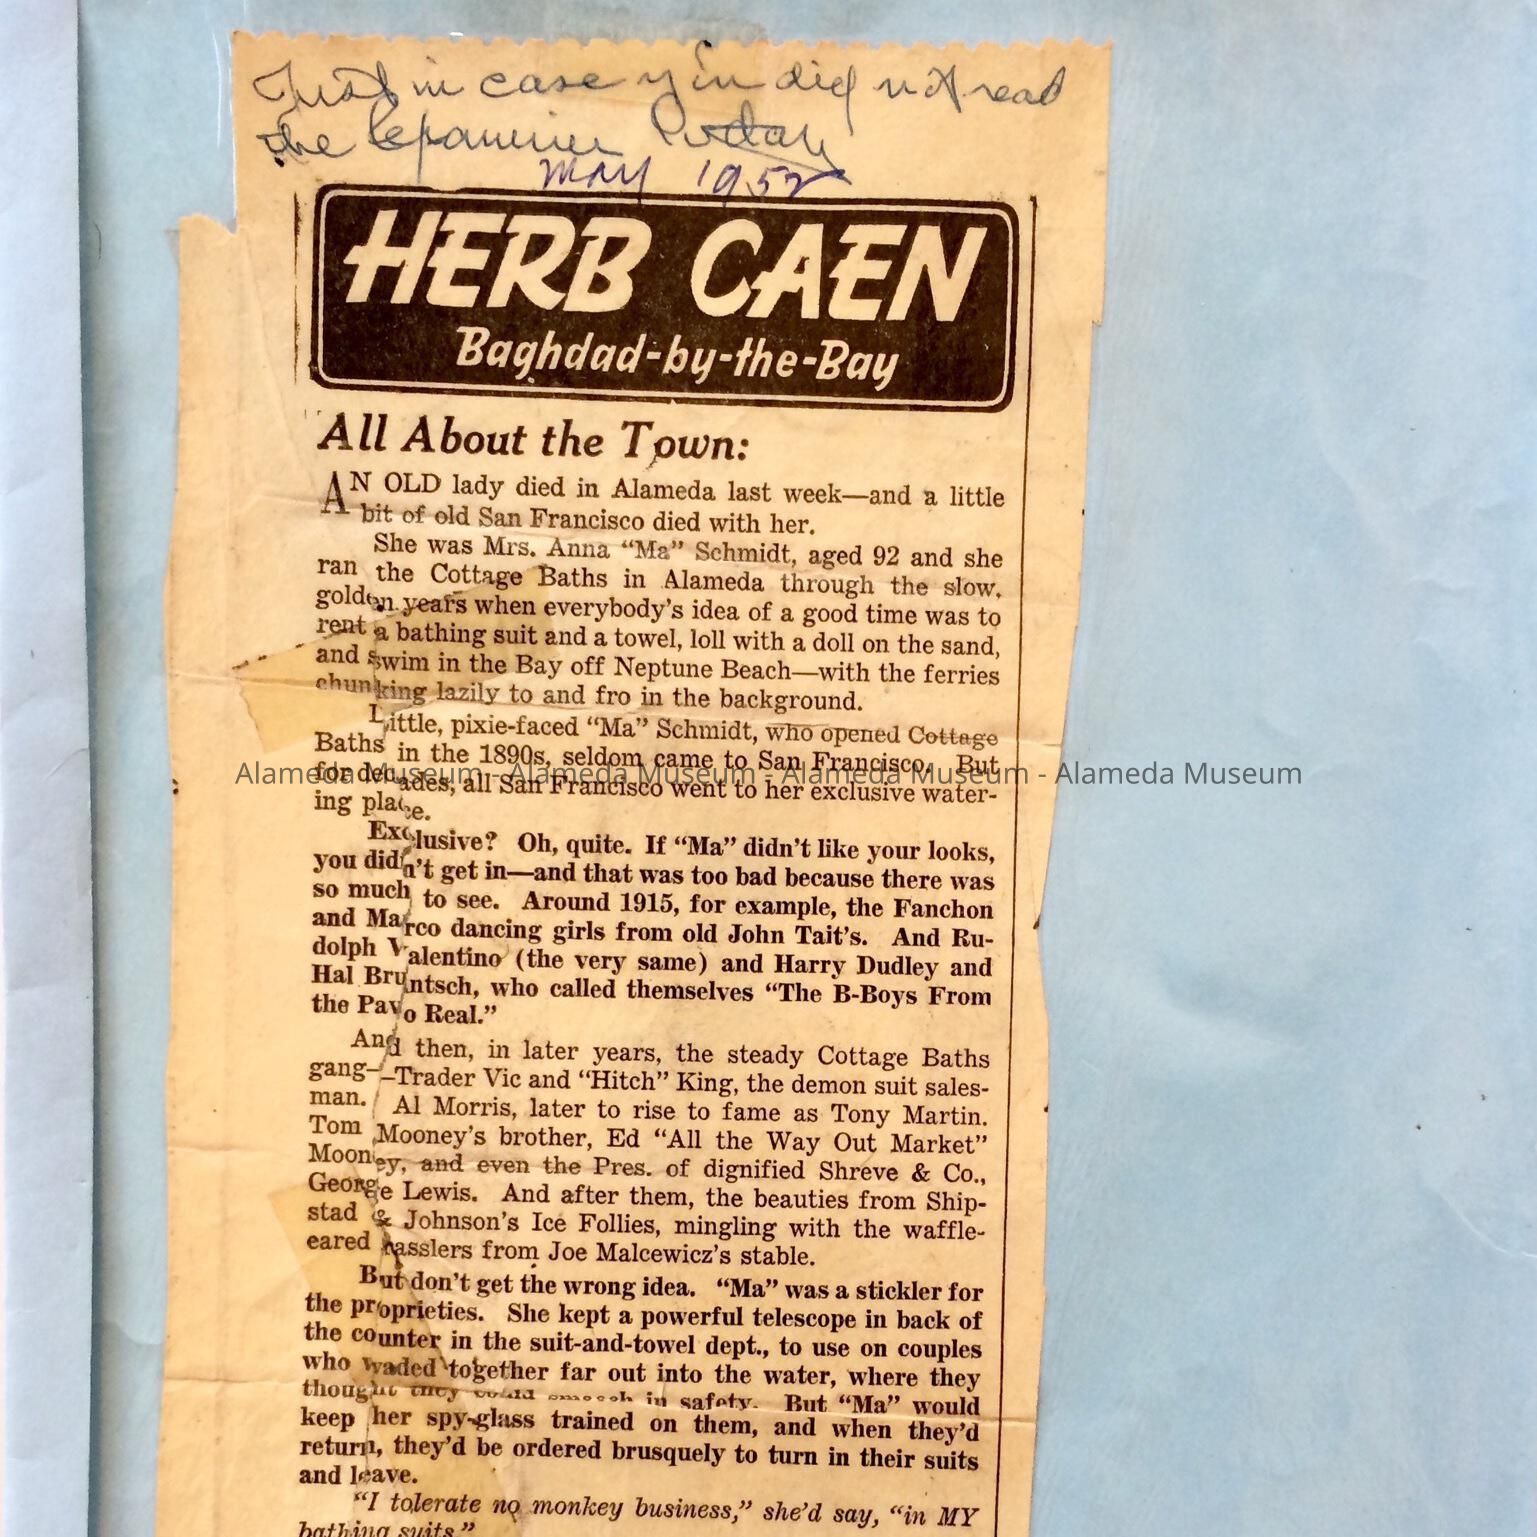 Just in case you did not read
the Examiner today
May 1952
HERB CAEN
Baghdad-by-the-Bay
All About the Town:
AN OLD lady died in Alameda last week—and a little
bit of old San Francisco died with her.
She was Mrs. Anna “Ma” Schmidt, aged 92 and she
ran the Cottage Baths in Alameda through the slow,
golden years when everybody’s idea of a good time was to
rent a bathing suit and a towel, loll with a doll on the sand,
and swim in the Bay off Neptune Beach—with the ferries
chunking lazily to and fro in the background.
Little, pixie-faced “Ma” Schmidt, who opened Cottage
Baths in the 1890s, seldom came to San Francisco. But
for decades, all San Francisco went to her exclusive water-
ing place.
Alameda Museum - Alameda Museum - Alameda Museum - Alameda Museum
Exclusive? Oh, quite. If “Ma” didn’t like your looks,
you didn’t get in—and that was too bad because there was
so much to see. Around 1915, for example, the Fanchon
and Marco dancing girls from old John Tait’s. And Ru-
dolph Valentino (the very same) and Harry Dudley and
Hal Bruntsch, who called themselves “The B-Boys From
the Pavo Real.”
And then, in later years, the steady Cottage Baths
gang—Trader Vic and “Hitch” King, the demon suit sales-
man. Al Morris, later to rise to fame as Tony Martin.
Tom Mooney’s brother, Ed “All the Way Out Market”
Mooney, and even the Pres. of dignified Shreve & Co.,
George Lewis. And after them, the beauties from Ship-
stad & Johnson’s Ice Follies, mingling with the waffle-
eared rasslers from Joe Malcewicz’s stable.
But don’t get the wrong idea. “Ma” was a stickler for
the proprieties. She kept a powerful telescope in back of
the counter in the suit-and-towel dept., to use on couples
who waded together far out into the water, where they
thought they could smooch in safety. But “Ma” would
keep her spy-glass trained on them, and when they’d
return, they’d be ordered brusquely to turn in their suits
and leave.
“I tolerate no monkey business,” she’d say, “in MY
bathing suits.”